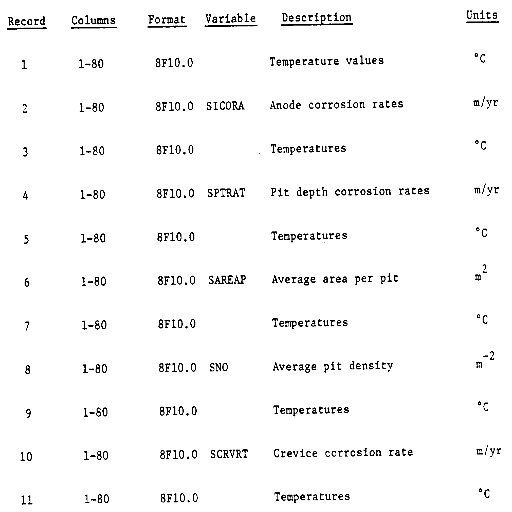 Record Columns Format Variable Description Units
1 1-80 8F10.0 Temperature values °C
2 1-80 8F10.0 SICORA Anode corrosion rates m/yr
3 1-80 8F10.0 Temperatures °C
4 1-80 8F10.0 SPTRAT Pit depth corrosion rates m/yr
5 1-80 8F10.0 Temperatures °C
6 1-80 8F10.0 SAREAP Average area per pit m²
7 1-80 8F10.0 Temperatures °C
8 1-80 8F10.0 SNO Average pit density m⁻²
9 1-80 8F10.0 Temperatures °C
10 1-80 8F10.0 SCRVRT Crevice corrosion rate m/yr
11 1-80 8F10.0 Temperatures °C